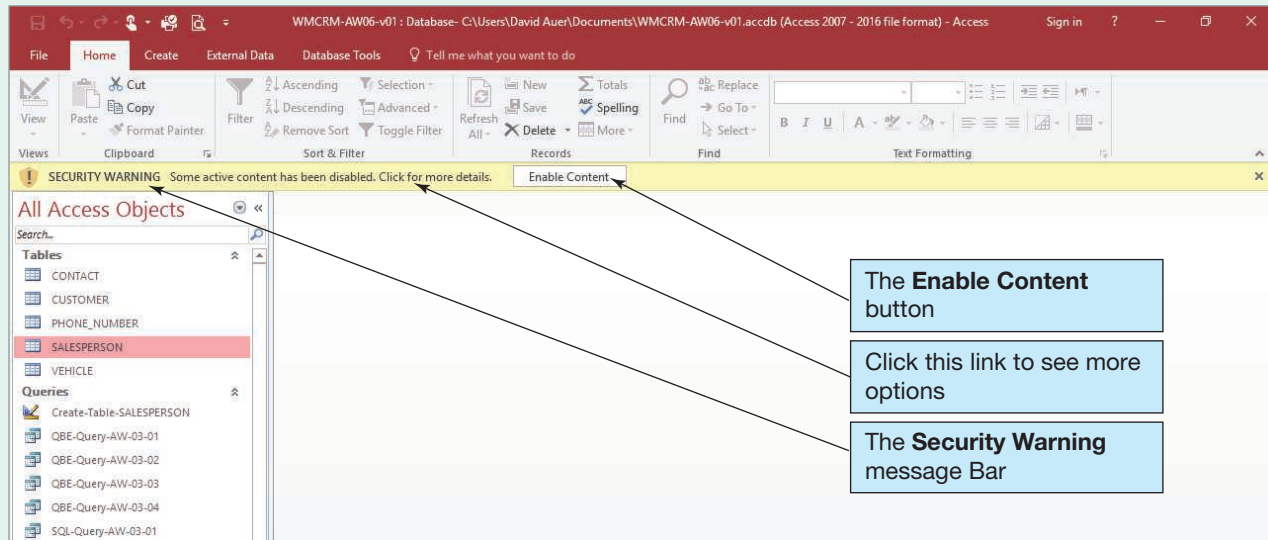 WMCRM-AW06-v01 : Database- C:\Users\David Auer\Documents\WMCRM-AW06-v01.accdb (Access 2007 - 2016 file format) - Access Sign in ?
File Home Create External Data Database Tools Tell me what you want to do
View
Views
Paste
Cut
Copy
Format Painter
Clipboard
Filter
Ascending
Descending
Remove Sort
Selection
Advanced
Toggle Filter
Sort & Filter
Refresh
All
New
Save
Delete
Totals
Spelling
More
Records
Find
Replace
Go To
Select
Find
B I U A
Text Formatting
SECURITY WARNING Some active content has been disabled. Click for more details. Enable Content
All Access Objects
Search...
Tables
CONTACT
CUSTOMER
PHONE_NUMBER
SALESPERSON
VEHICLE
Queries
Create-Table-SALESPERSON
QBE-Query-AW-03-01
QBE-Query-AW-03-02
QBE-Query-AW-03-03
QBE-Query-AW-03-04
SQL-Query-AW-03-01
The Enable Content
button
Click this link to see more
options
The Security Warning
message Bar